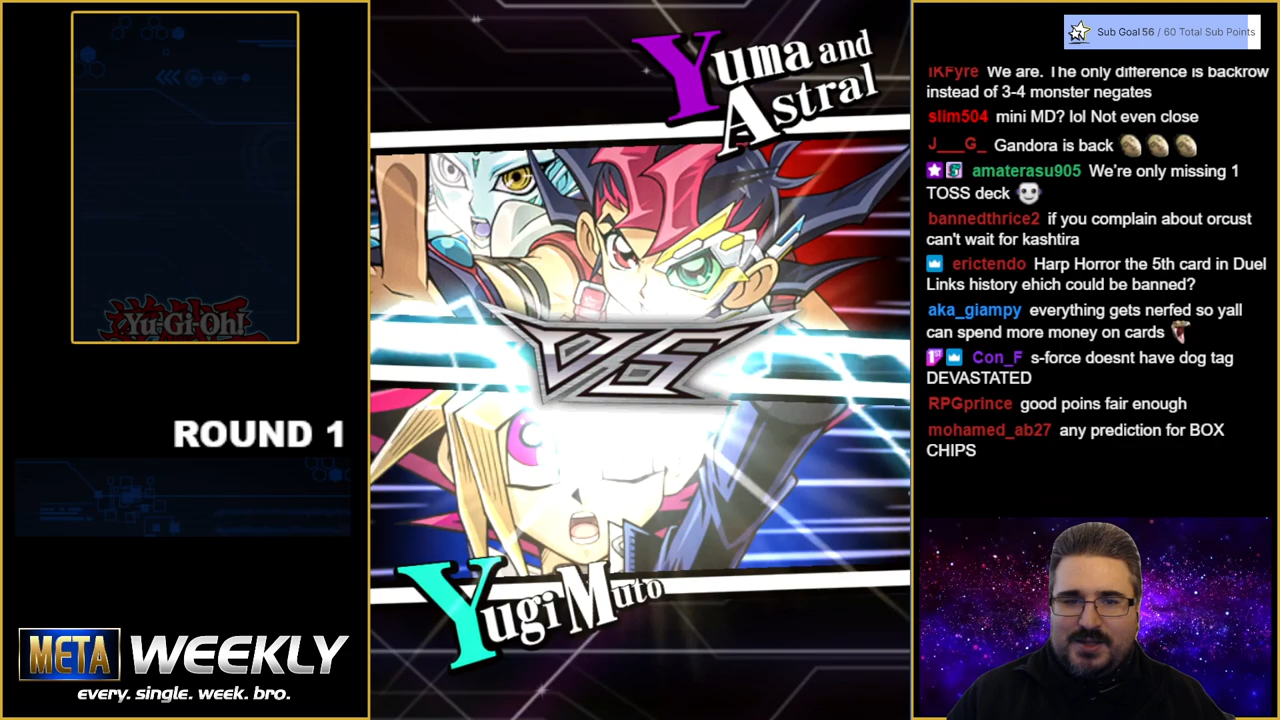 Yu-Gi-Oh!
ROUND 1
META WEEKLY
every. single. week. bro.
Yuma and
Astral
VS
Yugi Muto
Sub Goal 56 / 60 Total Sub Points
IKFyre We are. The only difference is backrow
instead of 3-4 monster negates
slim504 mini MD? lol Not even close
J___G_ Gandora is back
amaterasu905 We're only missing 1
TOSS deck
bannedthrice2 if you complain about orcust
can't wait for kashtira
erictendo Harp Horror the 5th card in Duel
Links history ehich could be banned?
aka_giampy everything gets nerfed so yall
can spend more money on cards
1st Con_F s-force doesnt have dog tag
DEVASTATED
RPGprince good poins fair enough
mohamed_ab27 any prediction for BOX
CHIPS